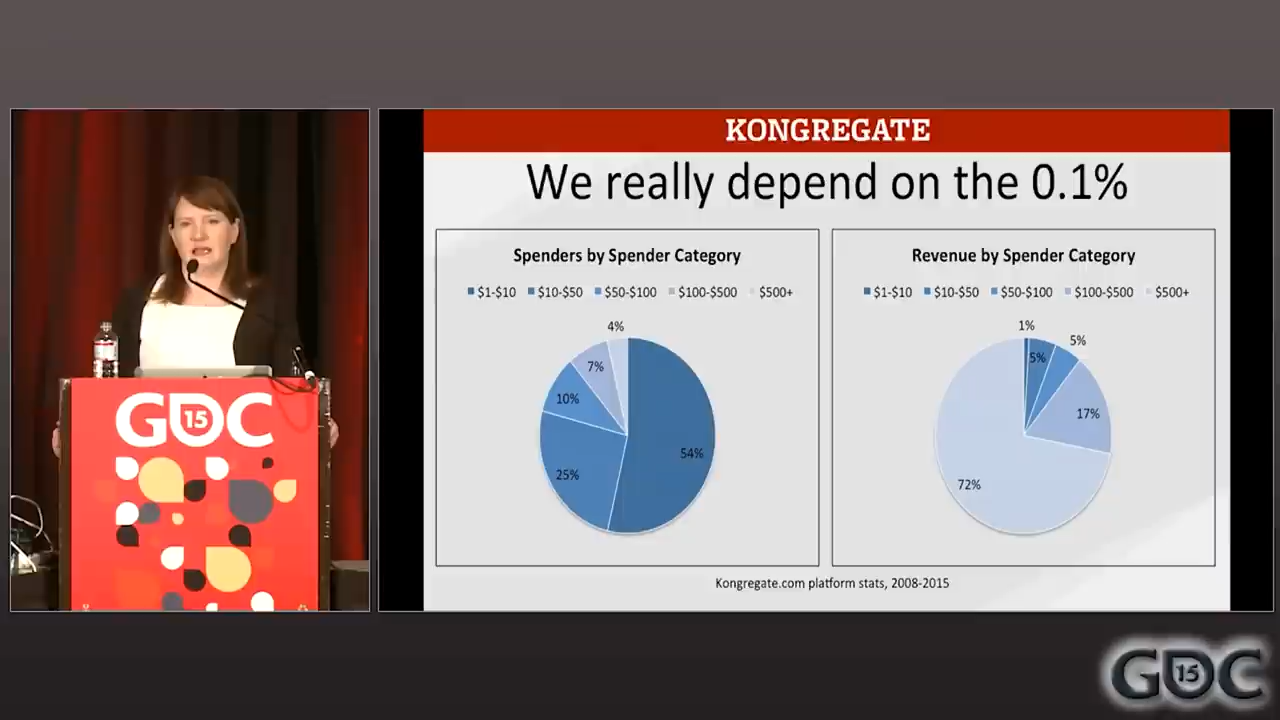 KONGREGATE
We really depend on the 0.1%
Spenders by Spender Category
$1-$10 $10-$50 $50-$100 $100-$500 $500+
4%
7%
10%
25%
54%
Revenue by Spender Category
$1-$10 $10-$50 $50-$100 $100-$500 $500+
1%
5%
5%
17%
72%
Kongregate.com platform stats, 2008-2015
GDC 15
GDC 15